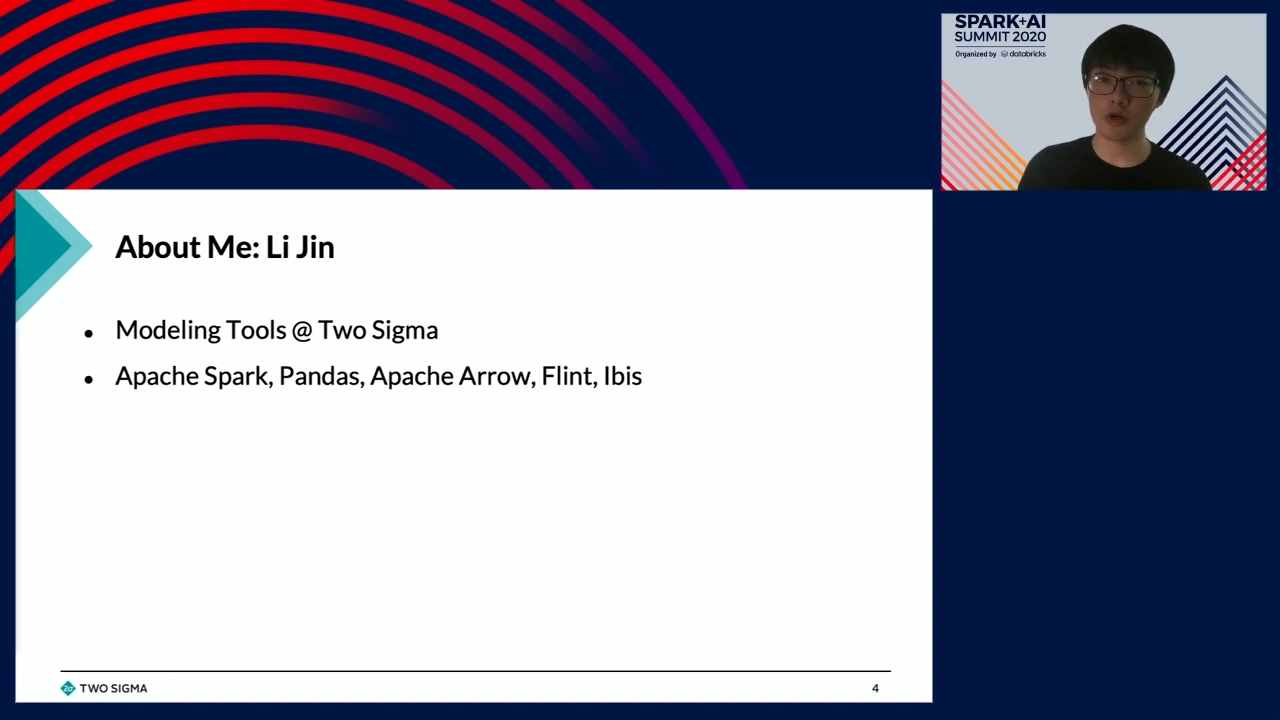 SPARK+AI
SUMMIT 2020
Organized by databricks
About Me: Li Jin
• Modeling Tools @ Two Sigma
• Apache Spark, Pandas, Apache Arrow, Flint, Ibis
2σ TWO SIGMA
4